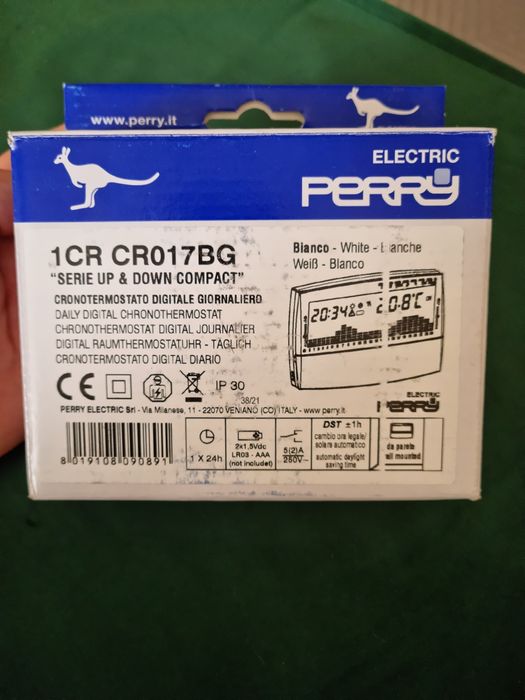 www.perry.it
ELECTRIC
PERRY
1CR CR017BG
"SERIE UP & DOWN COMPACT"
Bianco - White - Blanche
Weiß - Blanco
CRONOTERMOSTATO DIGITALE GIORNALIERO
DAILY DIGITAL CHRONOTHERMOSTAT
CHRONOTHERMOSTAT DIGITAL JOURNALIER
DIGITAL RAUMTHERMOSTATUHR - TÄGLICH
CRONOTERMOSTATO DIGITAL DIARIO
20:34 20.8°C
CE IP 30
38/21
ELECTRIC
PERRY
PERRY ELECTRIC Srl - Via Milanese, 11 - 22070 VENIANO (CO) ITALY - www.perry.it
8 019108 090891
1 X 24h
2x1,5Vdc
LR03 - AAA
(not includet)
5(2)A
250V~
DST ±1h
cambio ora legale/
solare automatico
automatic daylight
saving time
da parete
wall mounted